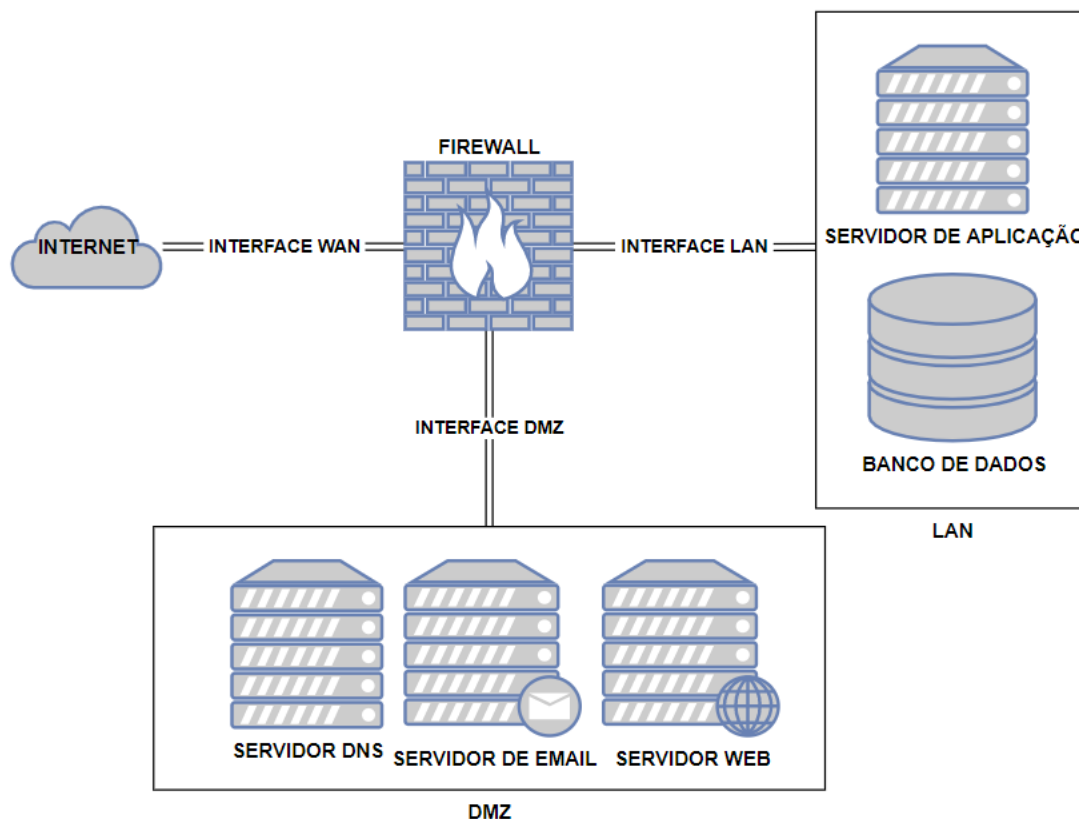 FIREWALL
INTERNET
INTERFACE WAN
INTERFACE LAN
SERVIDOR DE APLICAÇÃO
BANCO DE DADOS
LAN
INTERFACE DMZ
SERVIDOR DNS
SERVIDOR DE EMAIL
SERVIDOR WEB
DMZ